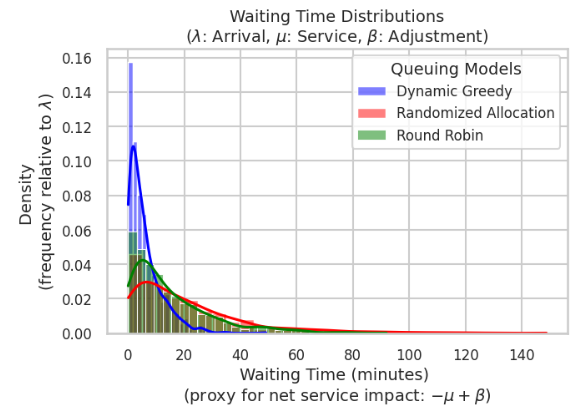 Waiting Time Distributions
(λ: Arrival, μ: Service, β: Adjustment)
Queuing Models
Dynamic Greedy
Randomized Allocation
Round Robin
Density
(frequency relative to λ)
0.16
0.14
0.12
0.10
0.08
0.06
0.04
0.02
0.00
0 20 40 60 80 100 120 140
Waiting Time (minutes)
(proxy for net service impact: −μ + β)